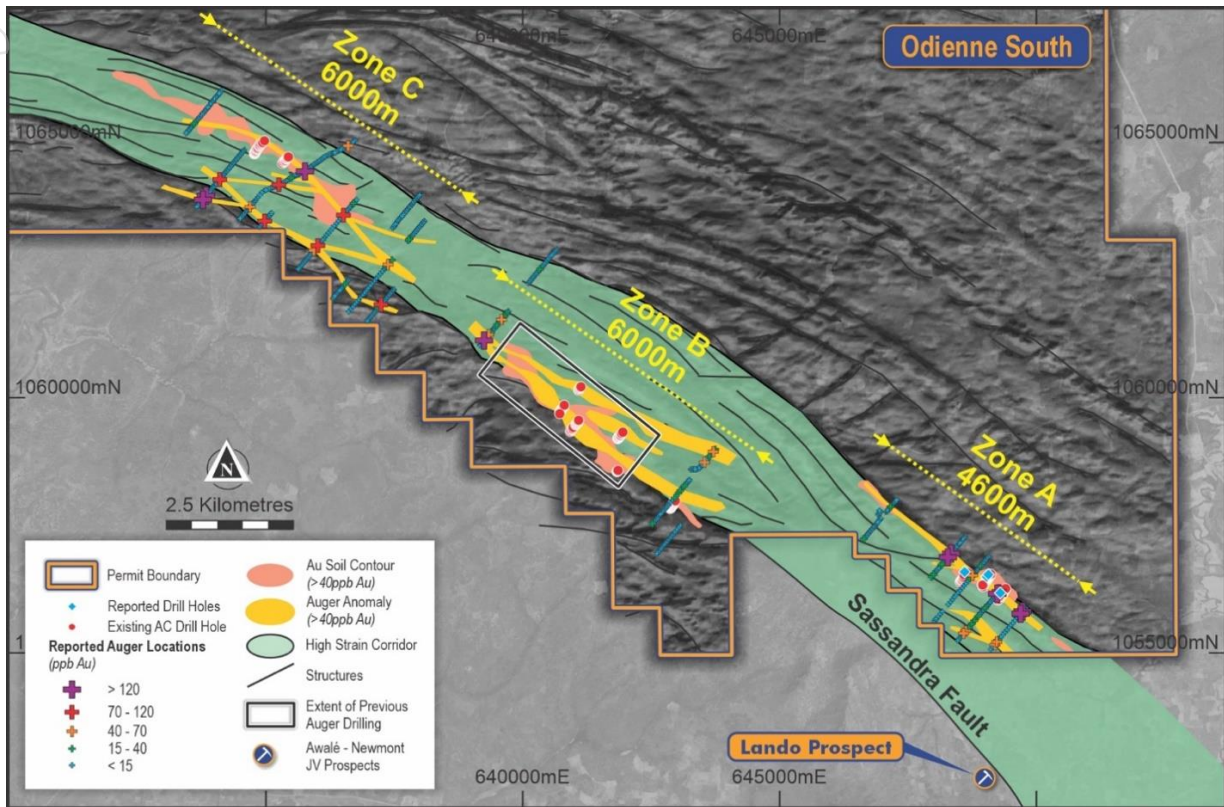 640000mE
645000mE
Odienne South
Zone C
6000m
1065000mN
1065000mN
Zone B
6000m
1060000mN
1060000mN
Zone A
4600m
N
2.5 Kilometres
Permit Boundary
Reported Drill Holes
Existing AC Drill Hole
Reported Auger Locations
(ppb Au)
> 120
70 - 120
40 - 70
15 - 40
< 15
Au Soil Contour
(>40ppb Au)
Auger Anomaly
(>40ppb Au)
High Strain Corridor
Structures
Extent of Previous
Auger Drilling
Awalé - Newmont
JV Prospects
1
1055000mN
Sassandra Fault
Lando Prospect
640000mE
645000mE